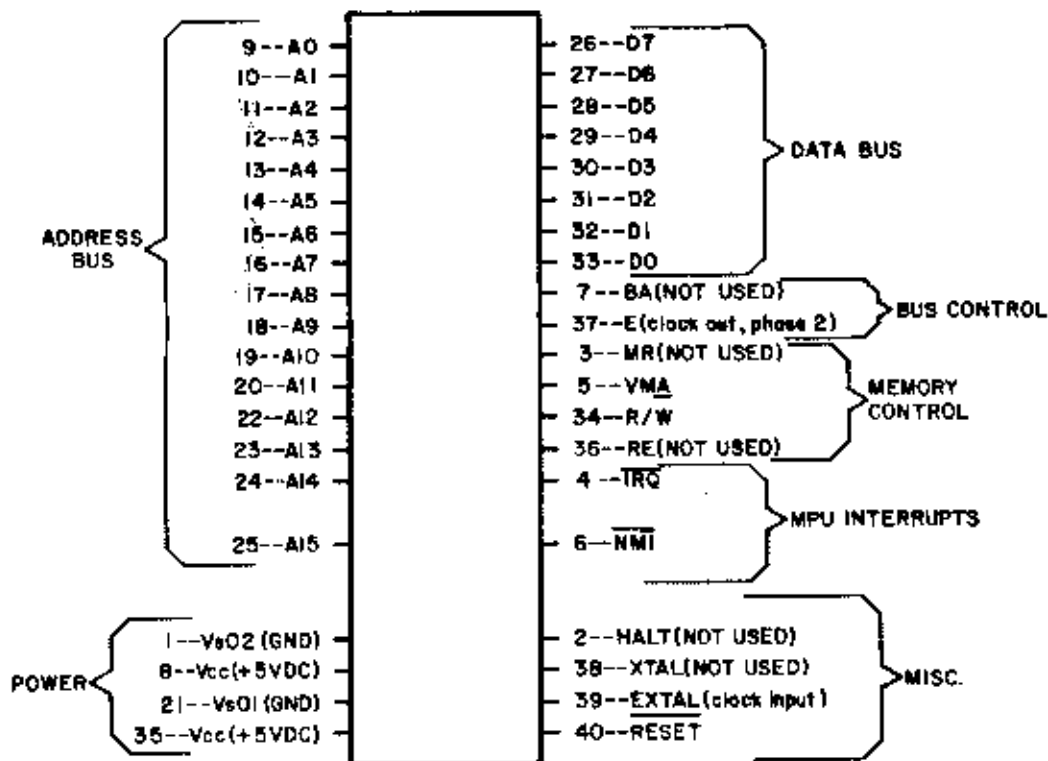 ADDRESS
BUS
9--A0
10--A1
11--A2
12--A3
13--A4
14--A5
15--A6
16--A7
17--A8
18--A9
19--A10
20--A11
22--A12
23--A13
24--A14
25--A15
POWER
1--VsO2(GND)
8--Vcc(+5VDC)
21--VsO1(GND)
35--Vcc(+5VDC)
26--D7
27--D6
28--D5
29--D4
30--D3
31--D2
32--D1
33--D0
DATA BUS
7--BA(NOT USED)
37--E(clock out, phase 2)
BUS CONTROL
3--MR(NOT USED)
5--VMA
34--R/W
36--RE(NOT USED)
MEMORY
CONTROL
4--IRQ
6--NMI
MPU INTERRUPTS
2--HALT(NOT USED)
38--XTAL(NOT USED)
39--EXTAL(clock input)
40--RESET
MISC.